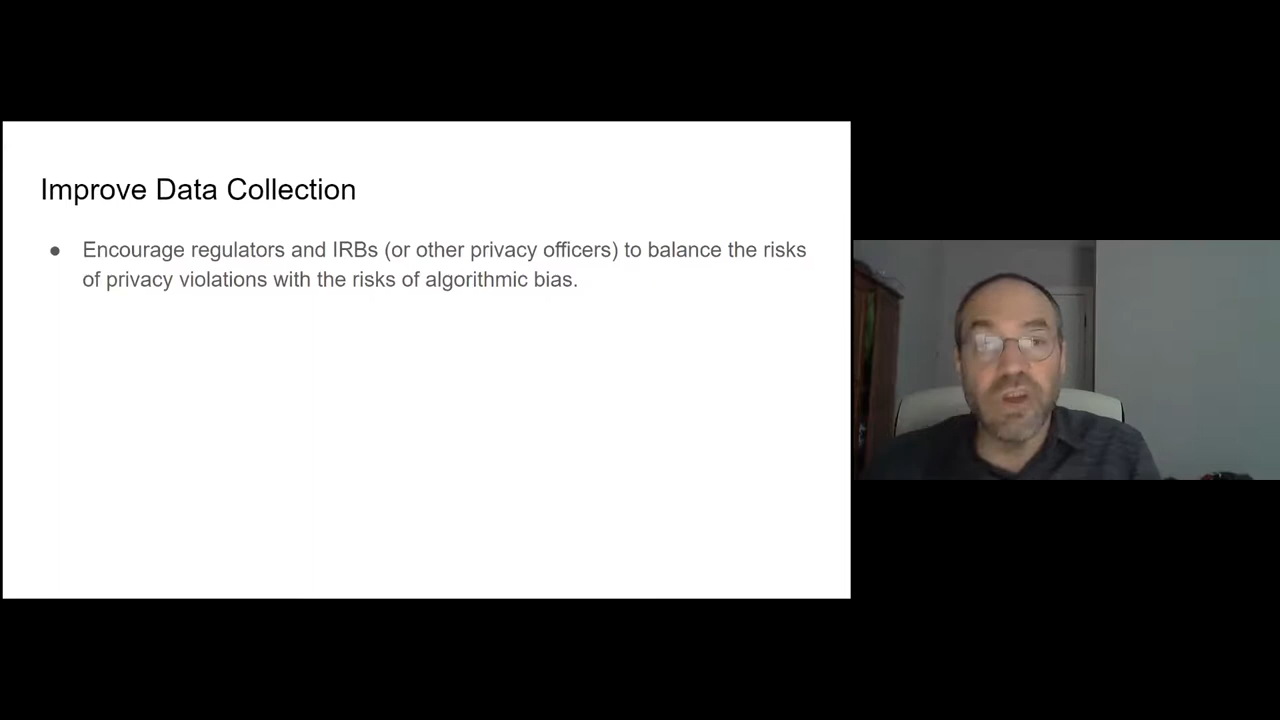 Improve Data Collection
● Encourage regulators and IRBs (or other privacy officers) to balance the risks
of privacy violations with the risks of algorithmic bias.